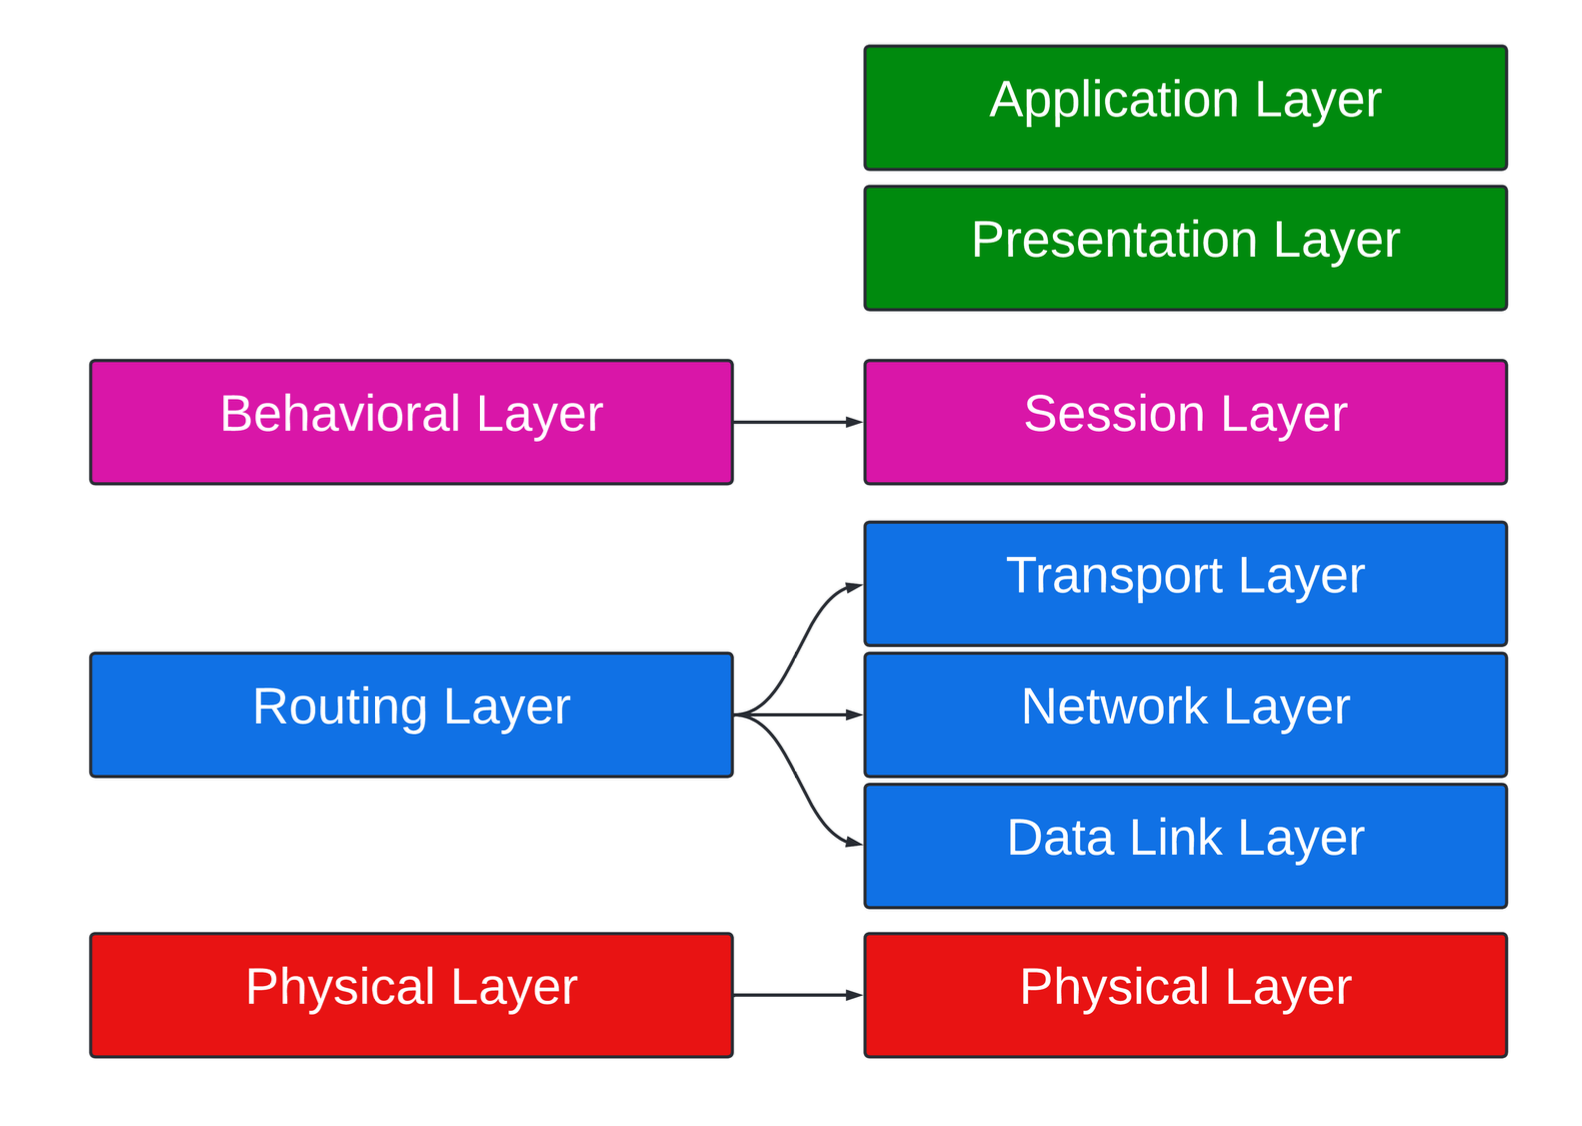 Application Layer
Presentation Layer
Behavioral Layer
Session Layer
Transport Layer
Routing Layer
Network Layer
Data Link Layer
Physical Layer
Physical Layer